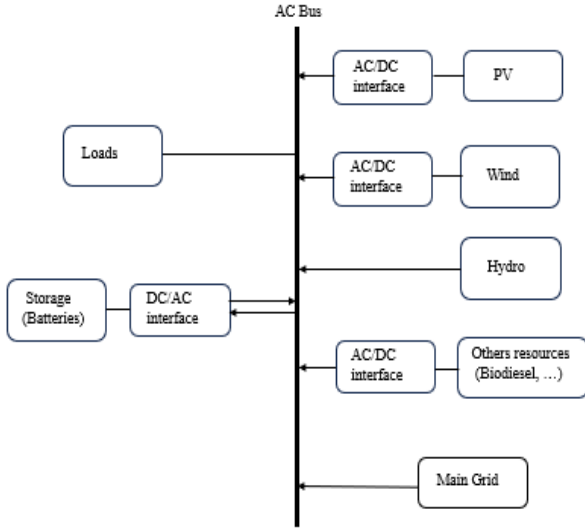 AC Bus
AC/DC
interface
PV
Loads
AC/DC
interface
Wind
Hydro
Storage
(Batteries)
DC/AC
interface
AC/DC
interface
Others resources
(Biodiesel, ...)
Main Grid